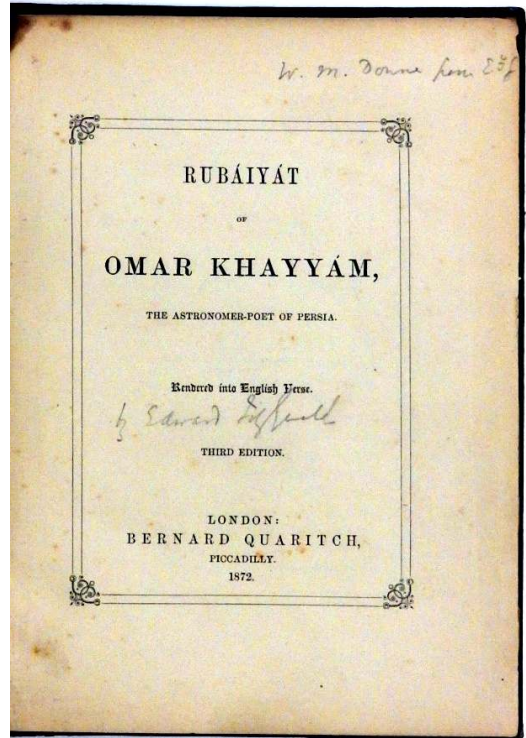 W. M. Donne from E F G
RUBÁIYÁT
OF
OMAR KHAYYÁM,
THE ASTRONOMER-POET OF PERSIA.
Rendered into English Verse.
by Edward FitzGerald
THIRD EDITION.
LONDON:
BERNARD QUARITCH,
PICCADILLY.
1872.